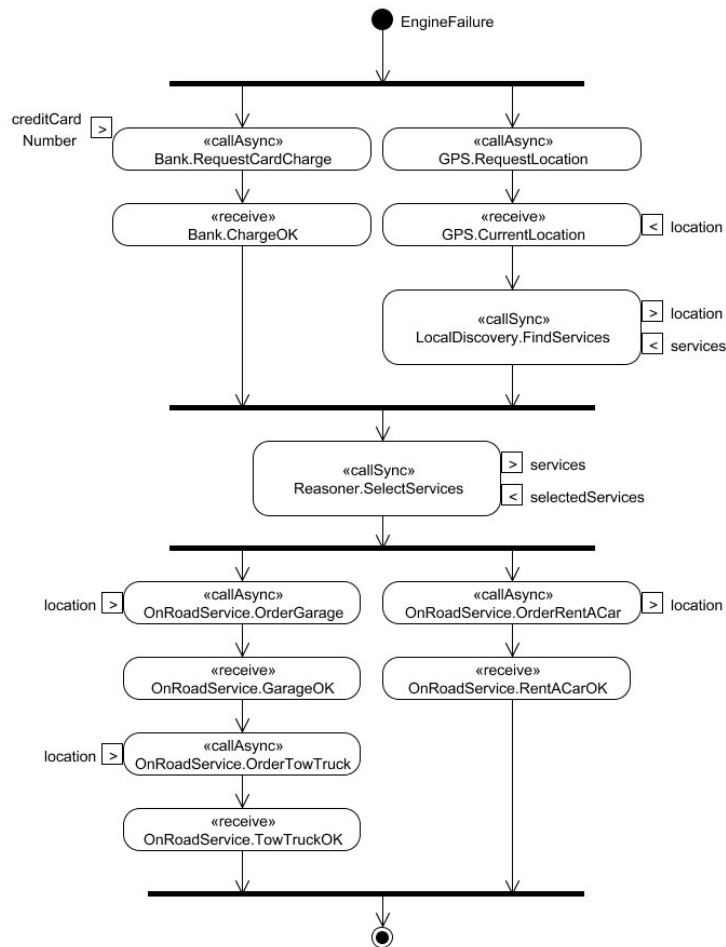 EngineFailure
creditCard
Number
>
«callAsync»
Bank.RequestCardCharge
«callAsync»
GPS.RequestLocation
«receive»
Bank.ChargeOK
«receive»
GPS.CurrentLocation
< location
«callSync»
LocalDiscovery.FindServices
> location
< services
«callSync»
Reasoner.SelectServices
> services
< selectedServices
location >
«callAsync»
OnRoadService.OrderGarage
«callAsync»
OnRoadService.OrderRentACar
> location
«receive»
OnRoadService.GarageOK
«receive»
OnRoadService.RentACarOK
location >
«callAsync»
OnRoadService.OrderTowTruck
«receive»
OnRoadService.TowTruckOK